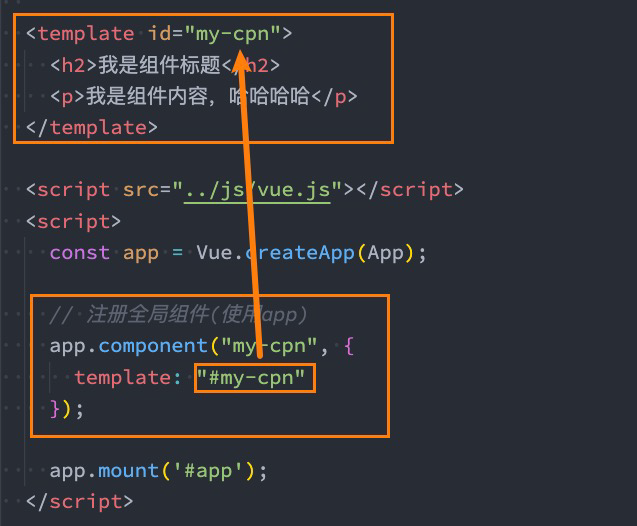 <template id="my-cpn">
<h2>我是组件标题</h2>
<p>我是组件内容，哈哈哈哈</p>
</template>
<script src="../js/vue.js"></script>
<script>
const app = Vue.createApp(App);
// 注册全局组件(使用app)
app.component("my-cpn", {
template: "#my-cpn"
});
app.mount('#app');
</script>